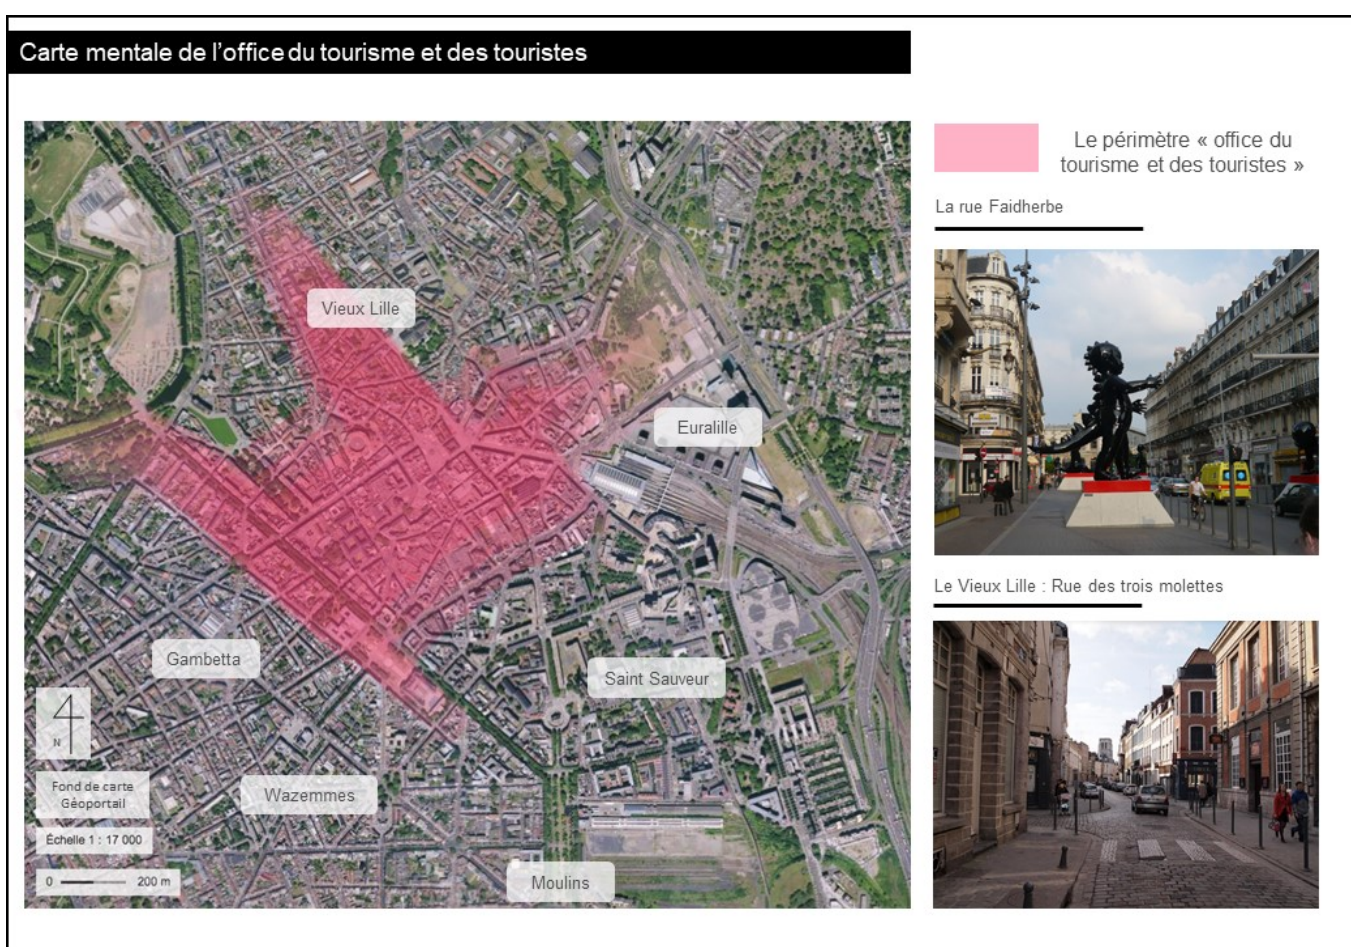 Carte mentale de l’office du tourisme et des touristes
Le périmètre « office du
tourisme et des touristes »
La rue Faidherbe
Vieux Lille
Euralille
Gambetta
Saint Sauveur
N
Fond de carte
Géoportail
Wazemmes
Échelle 1 : 17 000
0 200 m
Moulins
Le Vieux Lille : Rue des trois molettes